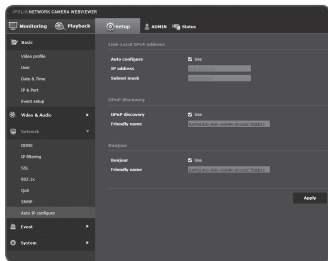 iPOLiS NETWORK CAMERA WEBVIEWER
Monitoring
Playback
Setup
ADMIN
Status
Basic
Video profile
User
Date & Time
IP & Port
Event setup
Video & Audio
Network
DDNS
IP filtering
SSL
802.1x
QoS
SNMP
Auto IP configure
Event
System
Link-Local IPv4 address
Auto configure
Use
IP address
Subnet mask
UPnP discovery
UPnP discovery
Use
Friendly name
Bonjour
Bonjour
Use
Friendly name
Apply